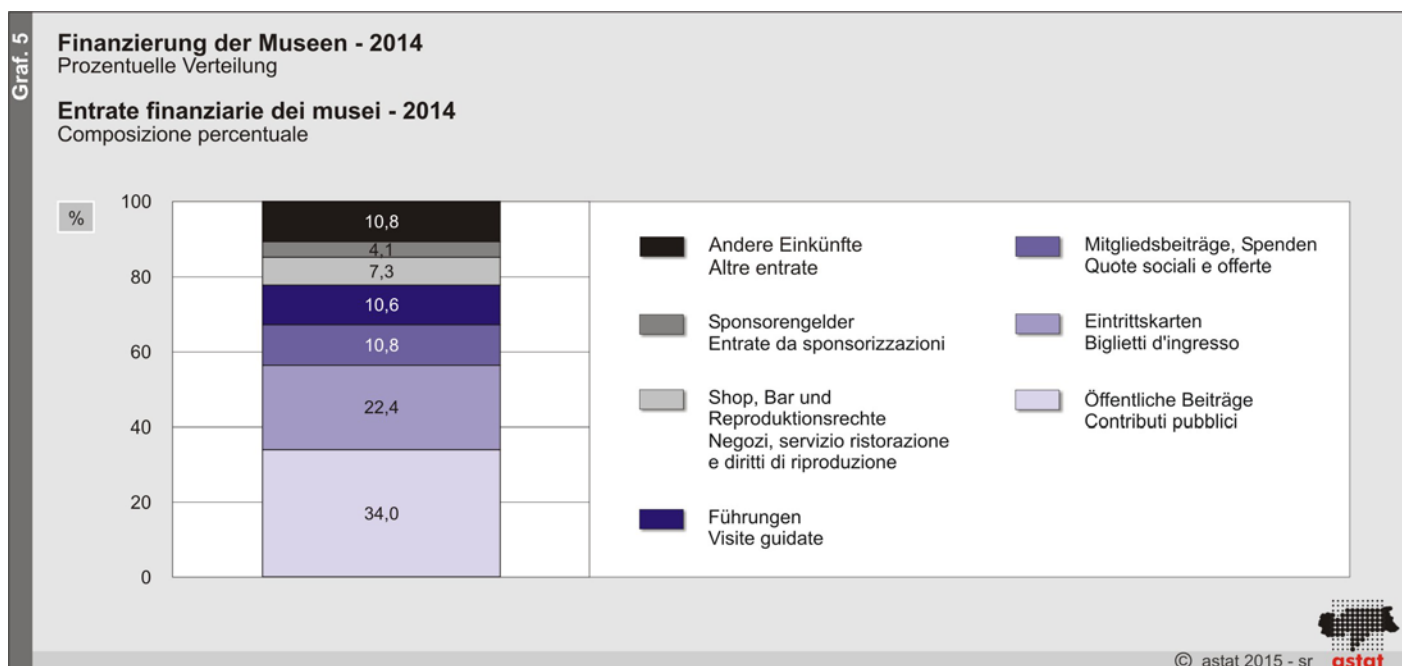 Graf. 5
Finanzierung der Museen - 2014
Prozentuelle Verteilung
Entrate finanziarie dei musei - 2014
Composizione percentuale
%
100
80
60
40
20
0
10,8
4,1
7,3
10,6
10,8
22,4
34,0
Andere Einkünfte
Altre entrate
Sponsorengelder
Entrate da sponsorizzazioni
Shop, Bar und
Reproduktionsrechte
Negozi, servizio ristorazione
e diritti di riproduzione
Führungen
Visite guidate
Mitgliedsbeiträge, Spenden
Quote sociali e offerte
Eintrittskarten
Biglietti d'ingresso
Öffentliche Beiträge
Contributi pubblici
© astat 2015 - sr
astat